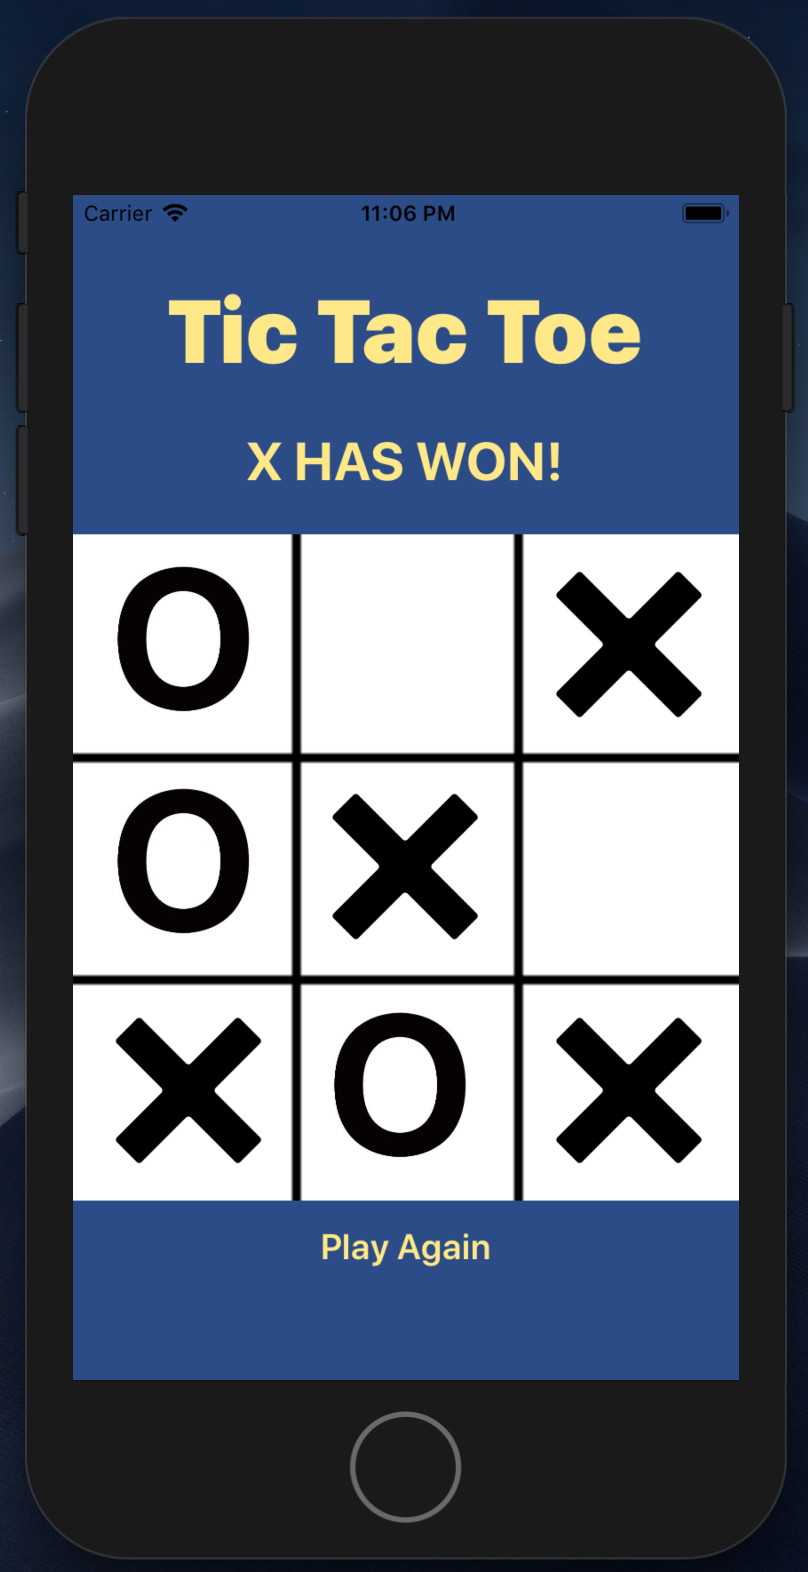 Carrier 11:06 PM
Tic Tac Toe
X HAS WON!
O X
O X
X O X
Play Again